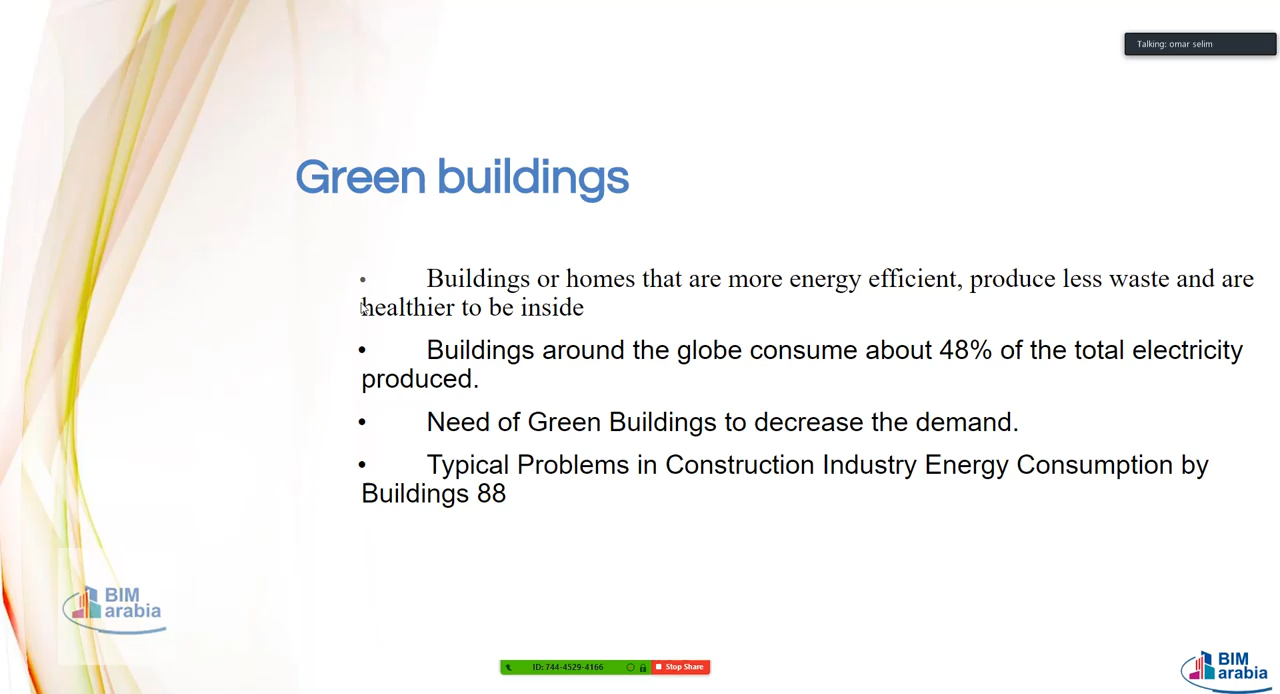 Talking: omar selim
Green buildings
• Buildings or homes that are more energy efficient, produce less waste and are
healthier to be inside
• Buildings around the globe consume about 48% of the total electricity
produced.
• Need of Green Buildings to decrease the demand.
• Typical Problems in Construction Industry Energy Consumption by
Buildings 88
BIM
arabia
ID: 744-4529-4166 Stop Share
BIM
arabia